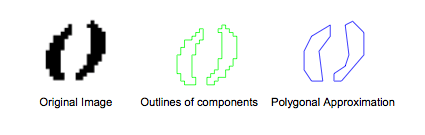 Original Image
Outlines of components
Polygonal Approximation